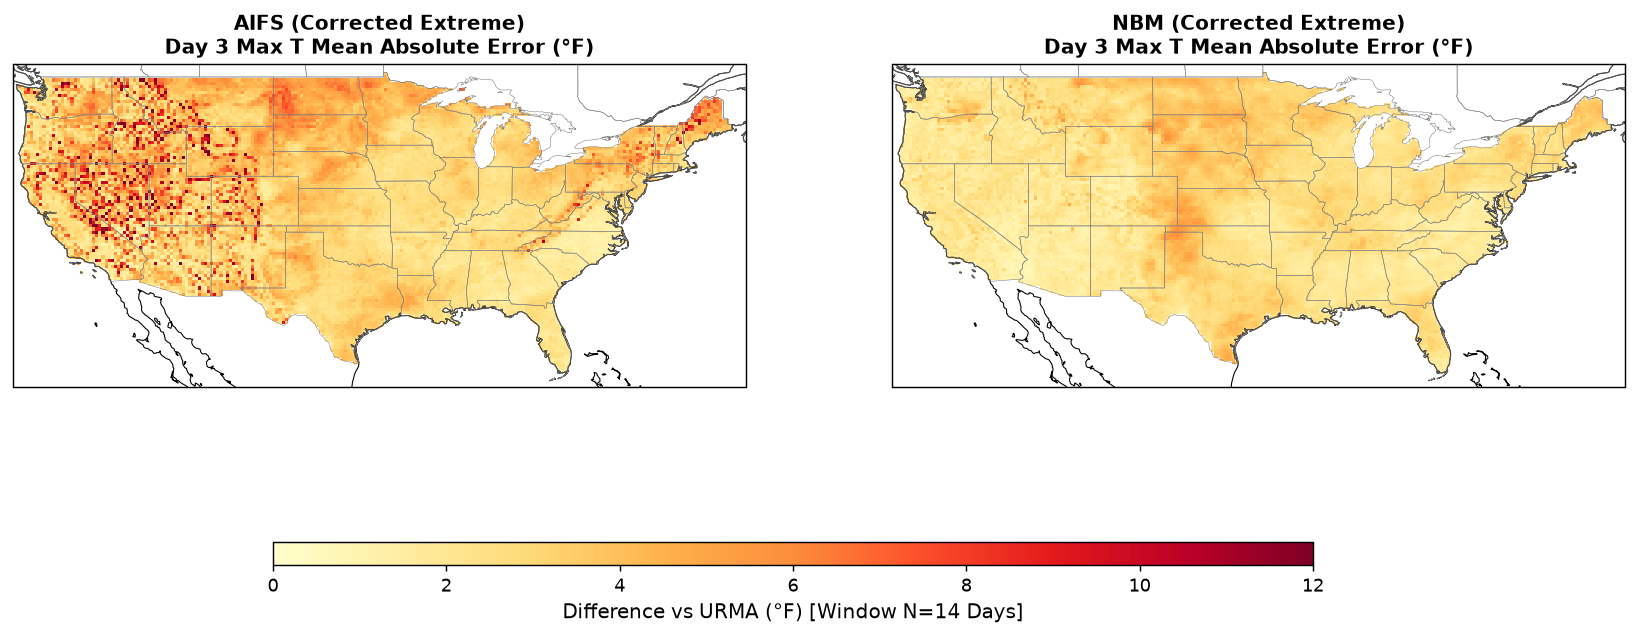 AIFS (Corrected Extreme)
Day 3 Max T Mean Absolute Error (°F)
NBM (Corrected Extreme)
Day 3 Max T Mean Absolute Error (°F)
0 2 4 6 8 10 12
Difference vs URMA (°F) [Window N=14 Days]